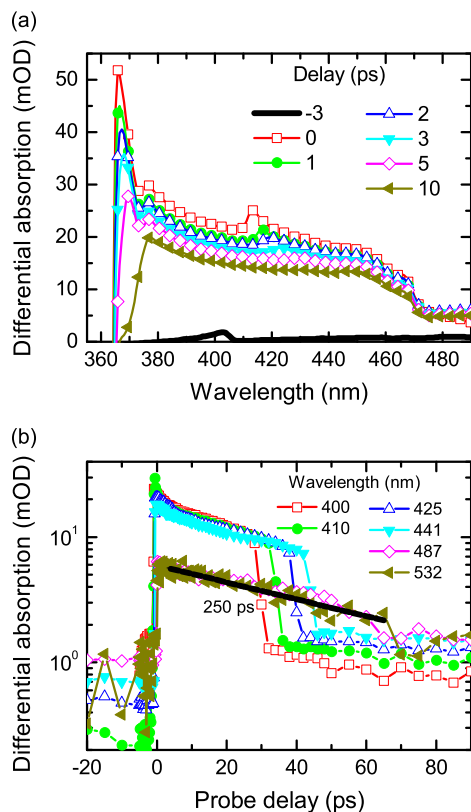 (a)
Differential absorption (mOD)
50
40
30
20
10
0
Delay (ps)
-3
0
1
2
3
5
10
360 380 400 420 440 460 480
Wavelength (nm)
(b)
Differential absorption (mOD)
10¹
10⁰
Wavelength (nm)
400
410
425
441
487
532
250 ps
-20 0 20 40 60 80
Probe delay (ps)